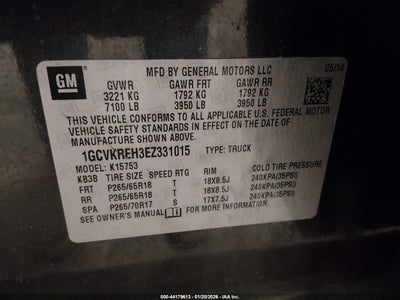 GM
MFD BY GENERAL MOTORS LLC 05/14
GVWR GAWR FRT GAWR RR
3221 KG 1792 KG 1792 KG
7100 LB 3950 LB 3950 LB
THIS VEHICLE CONFORMS TO ALL APPLICABLE U.S. FEDERAL MOTOR
VEHICLE SAFETY STANDARDS IN EFFECT ON THE DATE OF
MANUFACTURE SHOWN ABOVE.
1GCVKREH3EZ331015 TYPE: TRUCK
MODEL: K15753
KB3B TIRE SIZE SPEED RTG RIM COLD TIRE PRESSURE
FRT P265/65R18 T 18X8.5J 240KPA(35PSI)
RR P265/65R18 T 18X8.5J 240KPA(35PSI)
SPA P265/70R17 S 17X7.5J 240KPA(35PSI)
SEE OWNER'S MANUAL FOR ADDITIONAL INFORMATION.
000-44179613 - 01/20/2026 - IAA Inc.